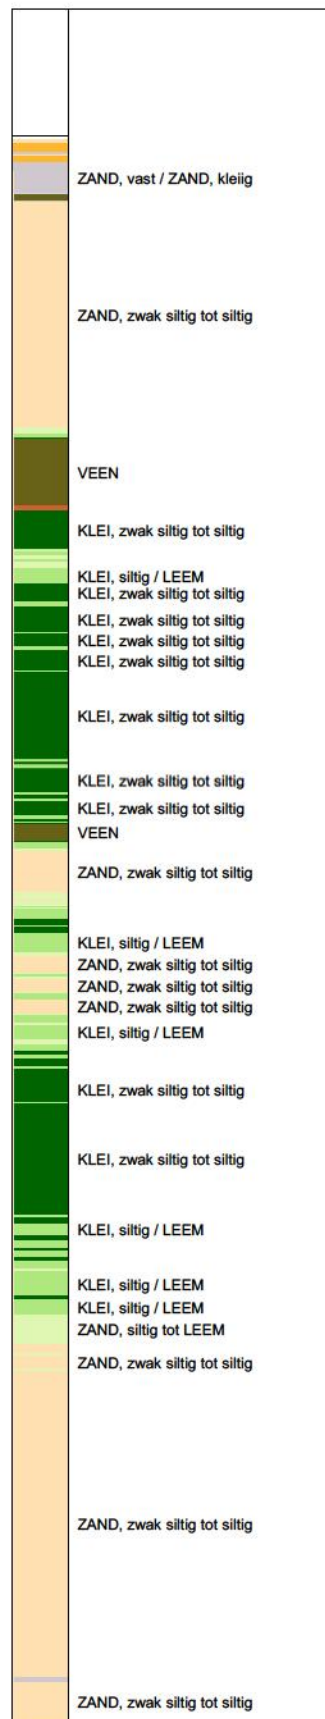 ZAND, vast / ZAND, kleiig
ZAND, zwak siltig tot siltig
VEEN
KLEI, zwak siltig tot siltig
KLEI, siltig / LEEM
KLEI, zwak siltig tot siltig
KLEI, zwak siltig tot siltig
KLEI, zwak siltig tot siltig
KLEI, zwak siltig tot siltig
KLEI, zwak siltig tot siltig
KLEI, zwak siltig tot siltig
KLEI, zwak siltig tot siltig
VEEN
ZAND, zwak siltig tot siltig
KLEI, siltig / LEEM
ZAND, zwak siltig tot siltig
ZAND, zwak siltig tot siltig
ZAND, zwak siltig tot siltig
KLEI, siltig / LEEM
KLEI, zwak siltig tot siltig
KLEI, zwak siltig tot siltig
KLEI, siltig / LEEM
KLEI, siltig / LEEM
KLEI, siltig / LEEM
ZAND, siltig tot LEEM
ZAND, zwak siltig tot siltig
ZAND, zwak siltig tot siltig
ZAND, zwak siltig tot siltig